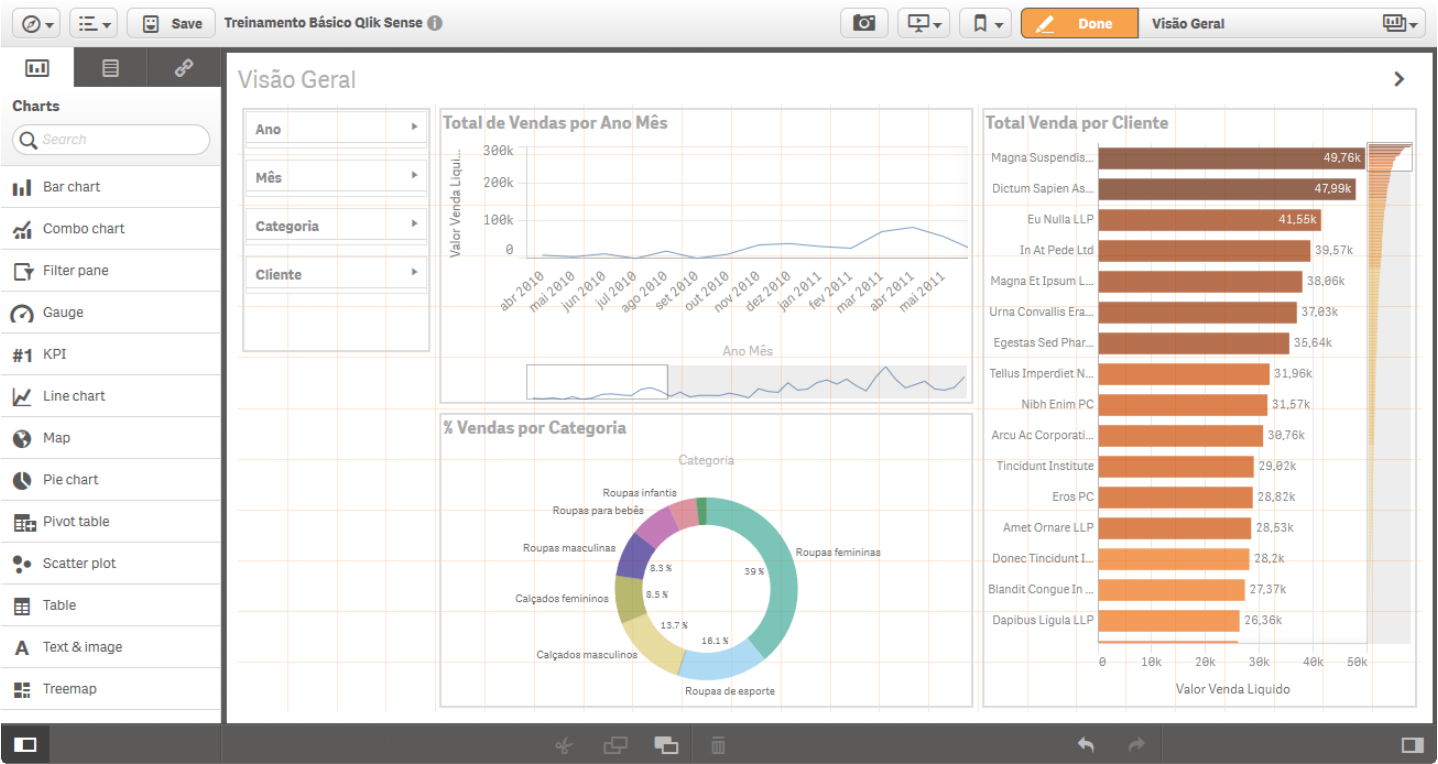 Save
Treinamento Básico Qlik Sense
Done
Visão Geral
Charts
Search
Bar chart
Combo chart
Filter pane
Gauge
#1 KPI
Line chart
Map
Pie chart
Pivot table
Scatter plot
Table
A Text & image
Treemap
Visão Geral
Ano
Mês
Categoria
Cliente
Total de Vendas por Ano Mês
Valor Venda Liqui...
300k
200k
100k
0
abr 2010
mai 2010
jun 2010
jul 2010
ago 2010
set 2010
out 2010
nov 2010
dez 2010
jan 2011
fev 2011
mar 2011
abr 2011
mai 2011
Ano Mês
% Vendas por Categoria
Categoria
Roupas infantis
Roupas para bebês
Roupas masculinas
Calçados femininos
Calçados masculinos
Roupas de esporte
Roupas femininas
8.3 %
8.5 %
13.7 %
16.1 %
39 %
Total Venda por Cliente
Magna Suspendis... 49,76k
Dictum Sapien As... 47,99k
Eu Nulla LLP 41,55k
In At Pede Ltd 39,57k
Magna Et Ipsum L... 38,06k
Urna Convallis Era... 37,03k
Egestas Sed Phar... 35,64k
Tellus Imperdiet N... 31,96k
Nibh Enim PC 31,57k
Arcu Ac Corporati... 30,76k
Tincidunt Institute 29,02k
Eros PC 28,82k
Amet Ornare LLP 28,53k
Donec Tincidunt I... 28,2k
Blandit Congue In ... 27,37k
Dapibus Ligula LLP 26,36k
0 10k 20k 30k 40k 50k
Valor Venda Liquido